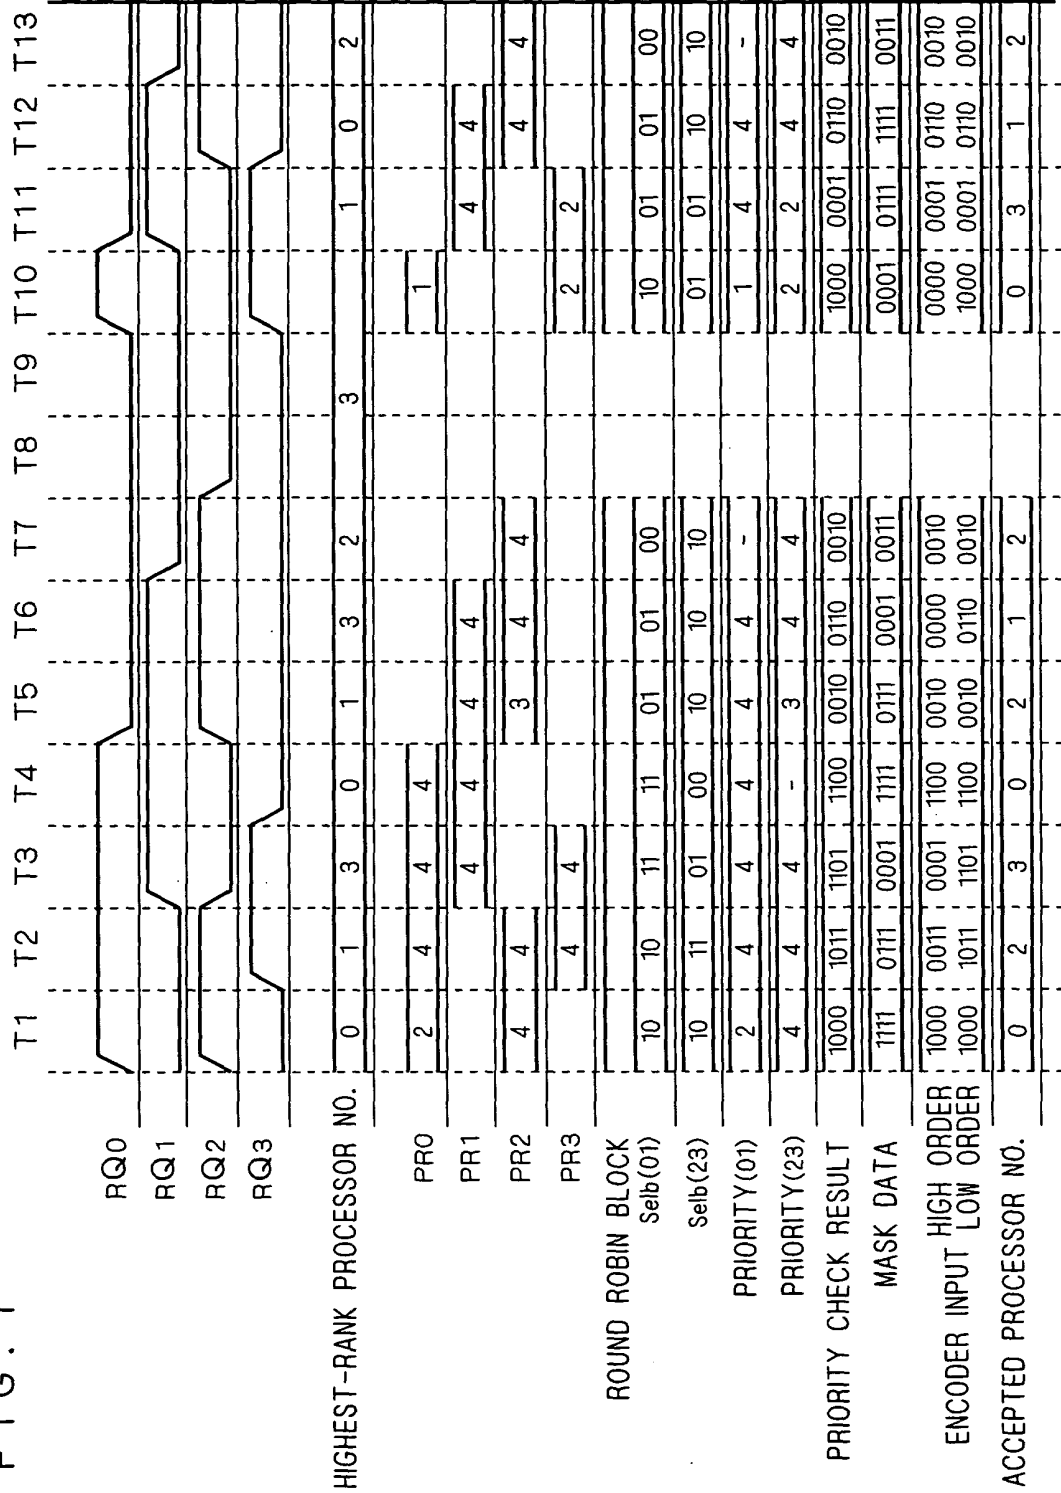 F I G .
T1 T2 T3 T4 T5 T6 T7 T8 T9 T10 T11 T12 T13
RQ0
RQ1
RQ2
RQ3
HIGHEST-RANK PROCESSOR NO. 0 1 3 0 1 3 2 3 1 0 2
PR0 2 4 4 4 1
PR1 4 4 4 4 4 4
PR2 4 4 3 4 4 4 4
PR3 4 4 2 2
ROUND ROBIN BLOCK
Selb(01) 10 10 11 11 01 01 00 10 01 01 00
Selb(23) 10 11 01 00 10 10 10 01 01 10 10
PRIORITY(01) 2 4 4 4 4 4 - 1 4 4 -
PRIORITY(23) 4 4 4 - 3 4 4 2 2 4 4
PRIORITY CHECK RESULT 1000 1011 1101 1100 0010 0110 0010 1000 0001 0110 0010
MASK DATA 1111 0111 0001 1111 0111 0001 0011 0001 0111 1111 0011
ENCODER INPUT HIGH ORDER 1000 0011 0001 1100 0010 0000 0010 0000 0001 0110 0010
LOW ORDER 1000 1011 1101 1100 0010 0110 0010 1000 0001 0110 0010
ACCEPTED PROCESSOR NO. 0 2 3 0 2 1 2 0 3 1 2